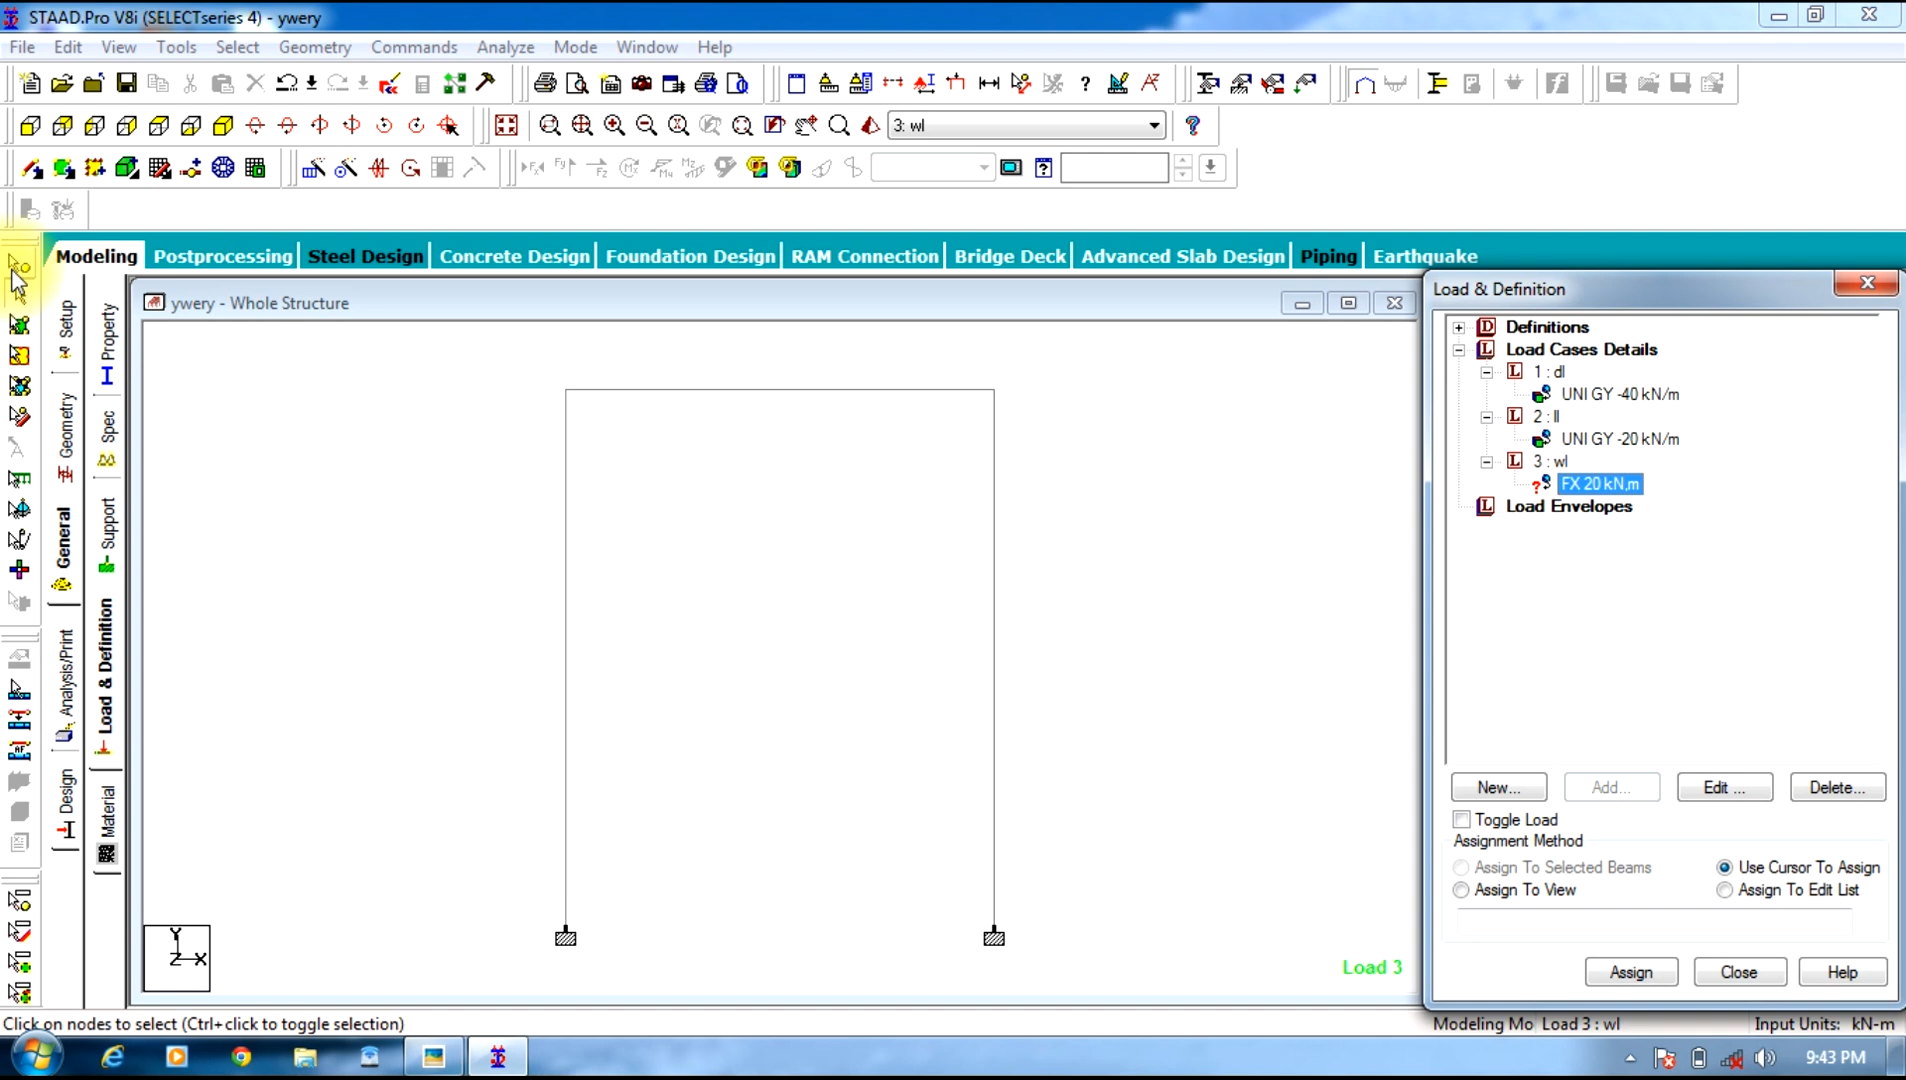 STAAD.Pro V8i (SELECTseries 4) - ywery
File Edit View Tools Select Geometry Commands Analyze Mode Window Help
3: wl
Modeling Postprocessing Steel Design Concrete Design Foundation Design RAM Connection Bridge Deck Advanced Slab Design Piping Earthquake
Setup
Geometry
General
Analysis/Print
Design
Property
Spec
Support
Load & Definition
Material
ywery - Whole Structure
Y
Z X
Load 3
Load & Definition
Definitions
Load Cases Details
1 : dl
UNI GY -40 kN/m
2 : ll
UNI GY -20 kN/m
3 : wl
FX 20 kN,m
Load Envelopes
New... Add... Edit ... Delete...
Toggle Load
Assignment Method
Assign To Selected Beams Use Cursor To Assign
Assign To View Assign To Edit List
Assign Close Help
Click on nodes to select (Ctrl+click to toggle selection) Modeling Mo Load 3 : wl Input Units: kN-m
9:43 PM